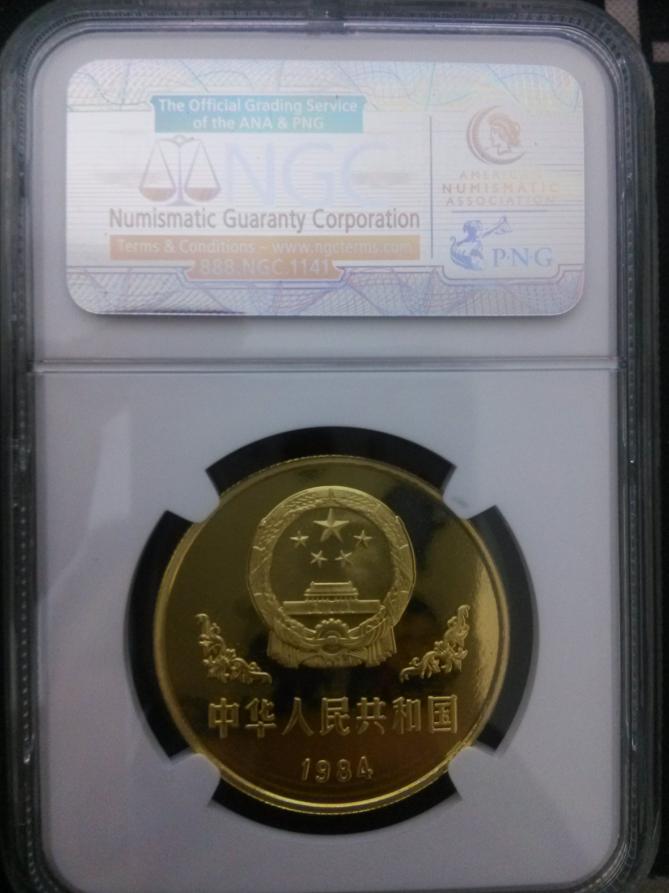 The Official Grading Service
of the ANA & PNG
NGC
Numismatic Guaranty Corporation
Terms & Conditions – www.ngcterms.com
888.NGC.1141
AMERICAN
NUMISMATIC
ASSOCIATION
P·N·G
中华人民共和国
1984